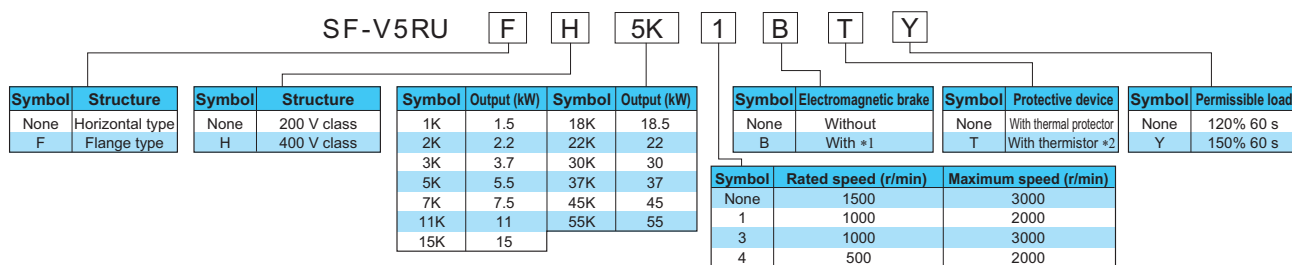 SF-V5RU F H 5K 1 B T Y
Symbol Structure
None Horizontal type
F Flange type
Symbol Structure
None 200 V class
H 400 V class
Symbol Output (kW) Symbol Output (kW)
1K 1.5 18K 18.5
2K 2.2 22K 22
3K 3.7 30K 30
5K 5.5 37K 37
7K 7.5 45K 45
11K 11 55K 55
15K 15
Symbol Electromagnetic brake
None Without
B With *1
Symbol Protective device
None With thermal protector
T With thermistor *2
Symbol Permissible load
None 120% 60 s
Y 150% 60 s
Symbol Rated speed (r/min) Maximum speed (r/min)
None 1500 3000
1 1000 2000
3 1000 3000
4 500 2000